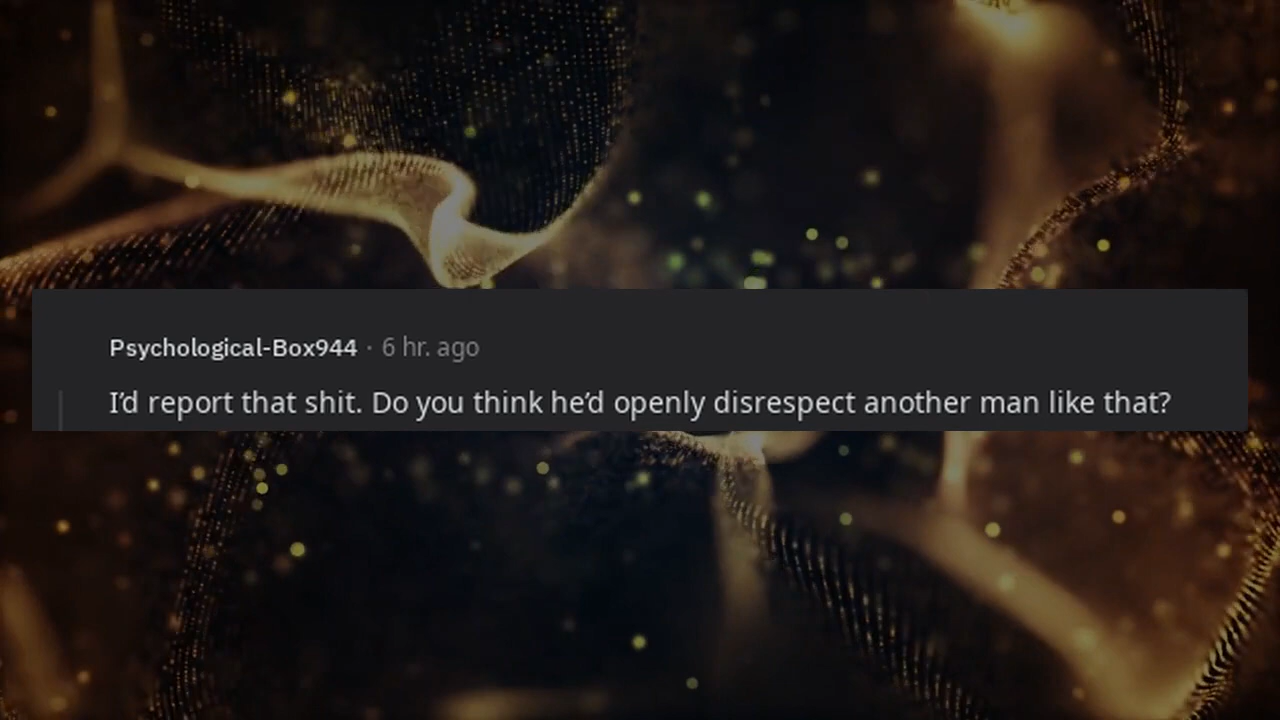 Psychological-Box944 · 6 hr. ago
I'd report that shit. Do you think he'd openly disrespect another man like that?